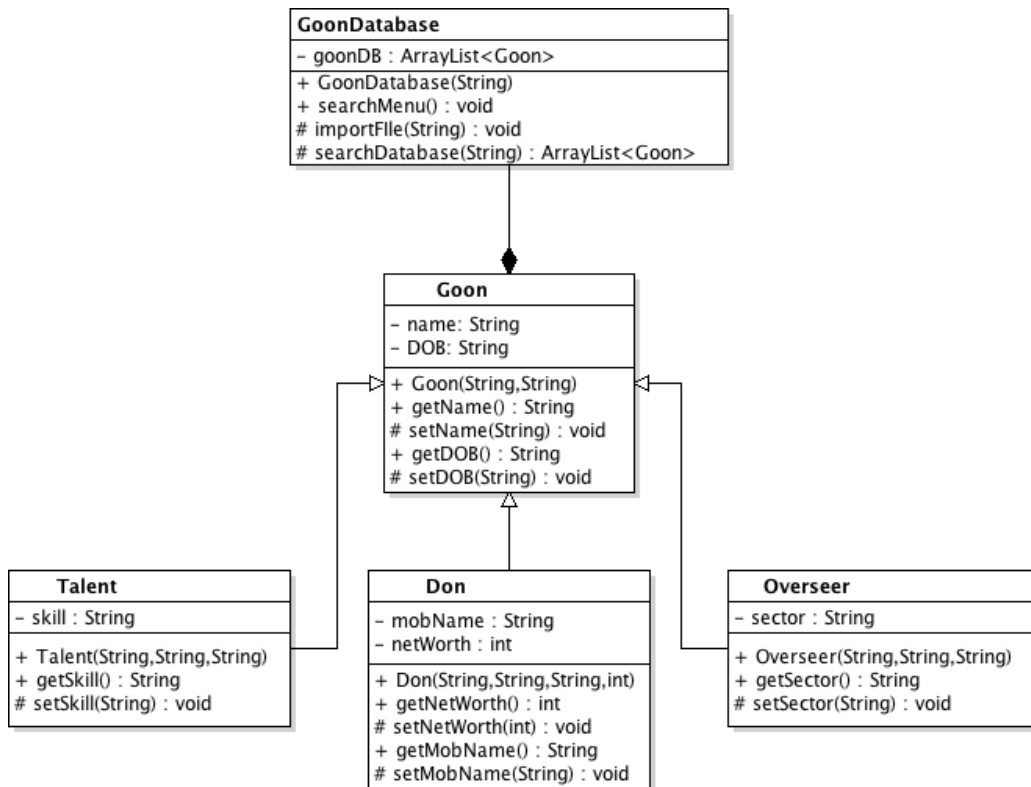 GoonDatabase
- goonDB : ArrayList<Goon>
+ GoonDatabase(String)
+ searchMenu() : void
# importFIle(String) : void
# searchDatabase(String) : ArrayList<Goon>
Goon
- name: String
- DOB: String
+ Goon(String,String)
+ getName() : String
# setName(String) : void
+ getDOB() : String
# setDOB(String) : void
Talent
- skill : String
+ Talent(String,String,String)
+ getSkill() : String
# setSkill(String) : void
Don
- mobName : String
- netWorth : int
+ Don(String,String,String,int)
+ getNetWorth() : int
# setNetWorth(int) : void
+ getMobName() : String
# setMobName(String) : void
Overseer
- sector : String
+ Overseer(String,String,String)
+ getSector() : String
# setSector(String) : void